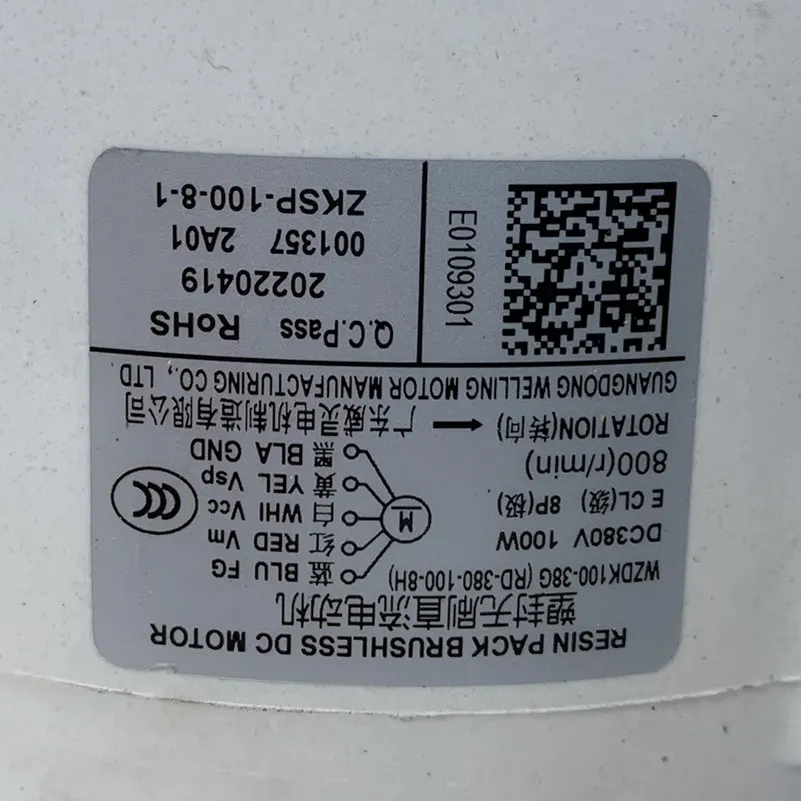 RESIN PACK BRUSHLESS DC MOTOR
塑封无刷直流电动机
WZDK100-38G (RD-380-100-8H)
DC380V 100W
E CL(级) 8P(极)
800(r/min)
ROTATION(转向)
蓝 BLU FG
红 RED Vm
白 WHI Vcc
黄 YEL Vsp
黑 BLA GND
M
CCC
广东威灵电机制造有限公司
GUANGDONG WELLING MOTOR MANUFACTURING CO., LTD
E0109301
Q.C.Pass RoHS
20220419
001357 2A01
ZKSP-100-8-1